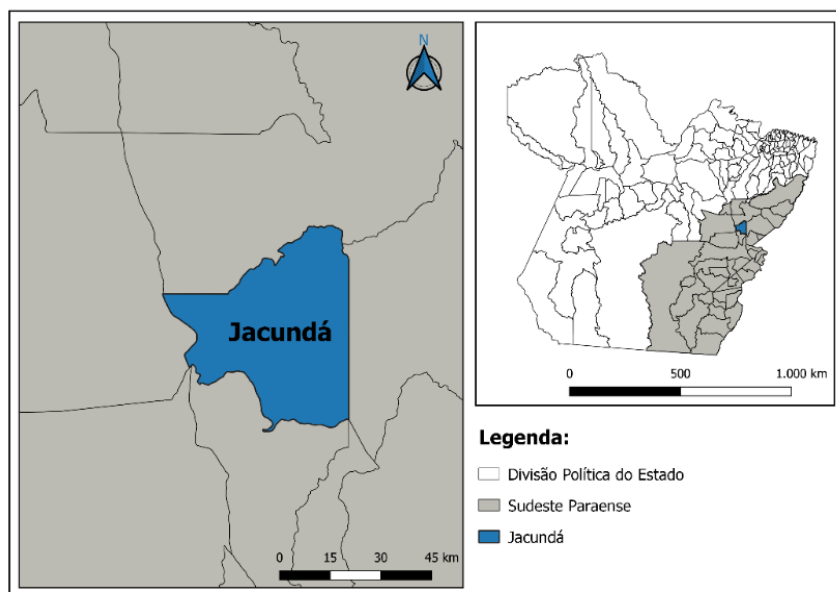 N
Jacundá
0 15 30 45 km
0 500 1.000 km
Legenda:
Divisão Política do Estado
Sudeste Paraense
Jacundá